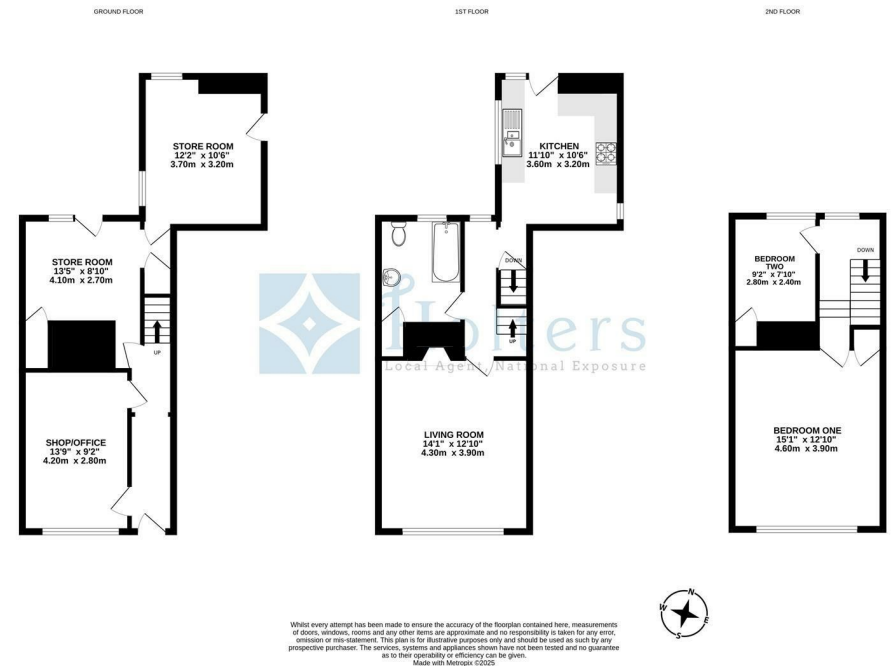 GROUND FLOOR
1ST FLOOR
2ND FLOOR
STORE ROOM
12'2" x 10'6"
3.70m x 3.20m
KITCHEN
11'10" x 10'6"
3.60m x 3.20m
STORE ROOM
13'5" x 8'10"
4.10m x 2.70m
DOWN
BEDROOM
TWO
9'2" x 7'10"
2.80m x 2.40m
DOWN
UP
UP
Holters
Local Agent, National Exposure
SHOP/OFFICE
13'9" x 9'2"
4.20m x 2.80m
LIVING ROOM
14'1" x 12'10"
4.30m x 3.90m
BEDROOM ONE
15'1" x 12'10"
4.60m x 3.90m
N
W
E
S
Whilst every attempt has been made to ensure the accuracy of the floorplan contained here, measurements
of doors, windows, rooms and any other items are approximate and no responsibility is taken for any error,
omission or mis-statement. This plan is for illustrative purposes only and should be used as such by any
prospective purchaser. The services, systems and appliances shown have not been tested and no guarantee
as to their operability or efficiency can be given.
Made with Metropix ©2025